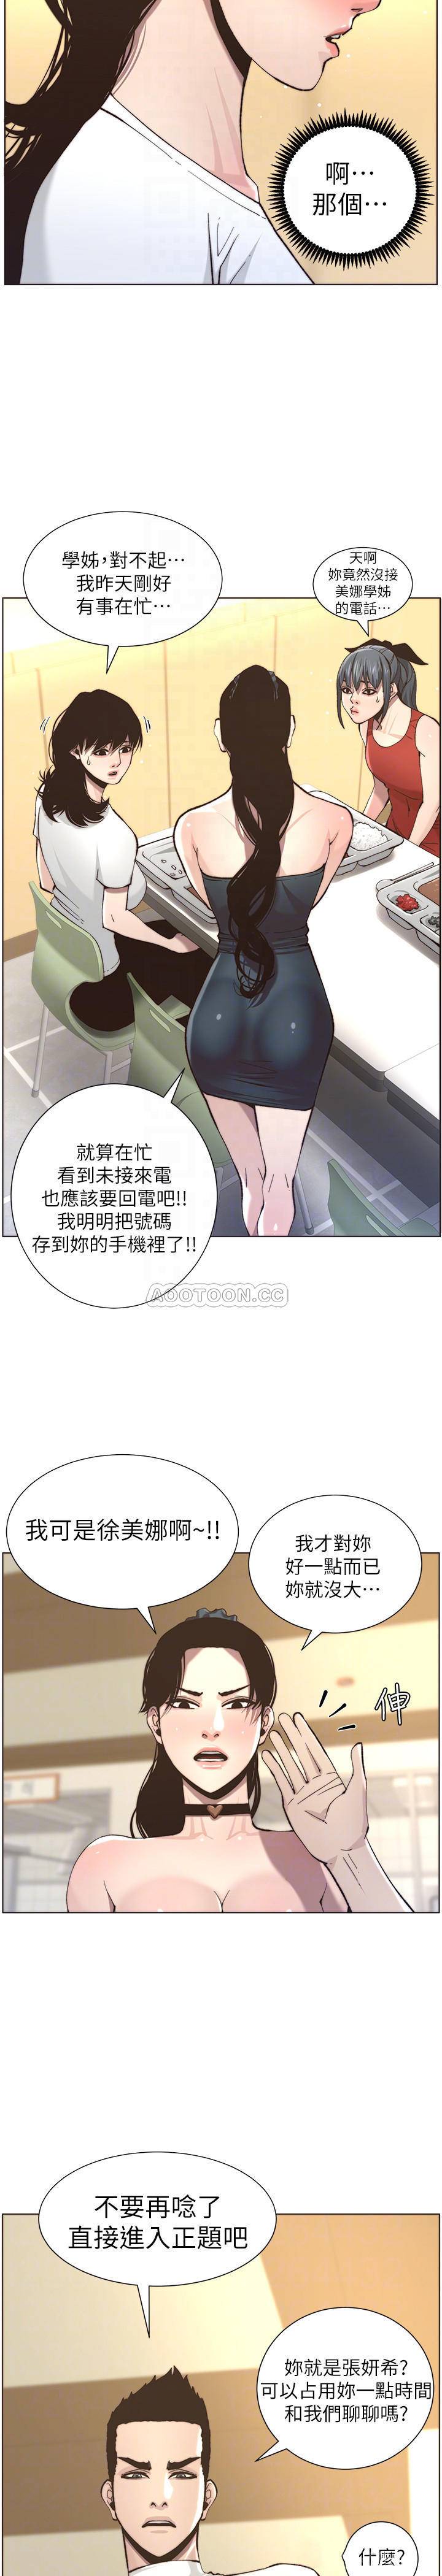 啊⋯
那個⋯
學姊,對不起⋯
我昨天剛好
有事在忙⋯
天啊
妳竟然沒接
美娜學姊
的電話⋯
就算在忙
看到未接來電
也應該要回電吧!!
我明明把號碼
存到妳的手機裡了!!
AOOTOON.CC
我可是徐美娜啊~!!
我才對妳
好一點而已
妳就沒大⋯
伸
不要再唸了
直接進入正題吧
妳就是張妍希?
可以占用妳一點時間
和我們聊聊嗎?
什麼?